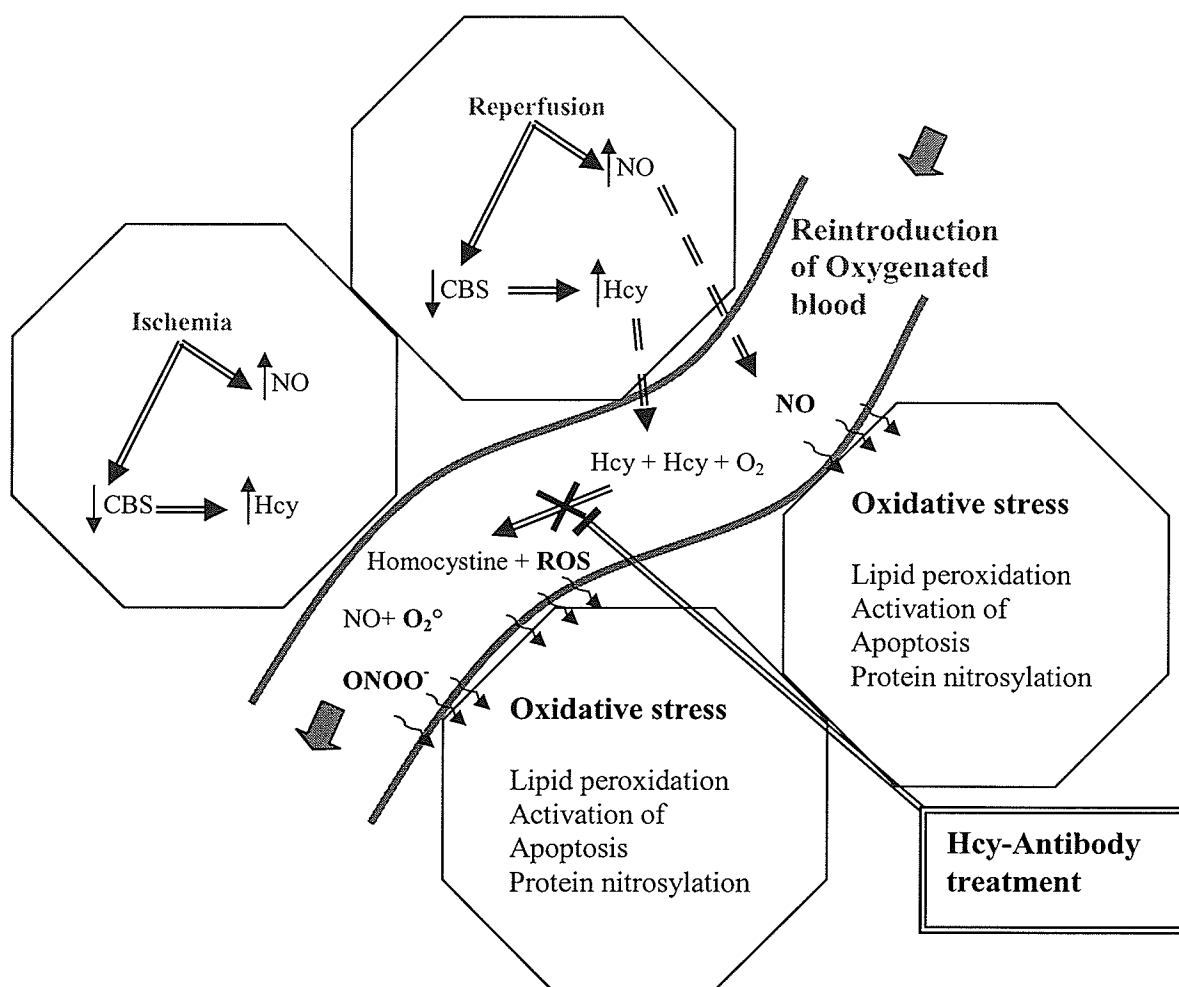 Reperfusion
↑NO
↓CBS
↑Hcy
Ischemia
↑NO
↓CBS
↑Hcy
Reintroduction
of Oxygenated
blood
NO
Hcy + Hcy + O₂
Homocystine + ROS
NO+ O₂°
ONOO⁻
Oxidative stress
Lipid peroxidation
Activation of
Apoptosis
Protein nitrosylation
Oxidative stress
Lipid peroxidation
Activation of
Apoptosis
Protein nitrosylation
Hcy-Antibody
treatment